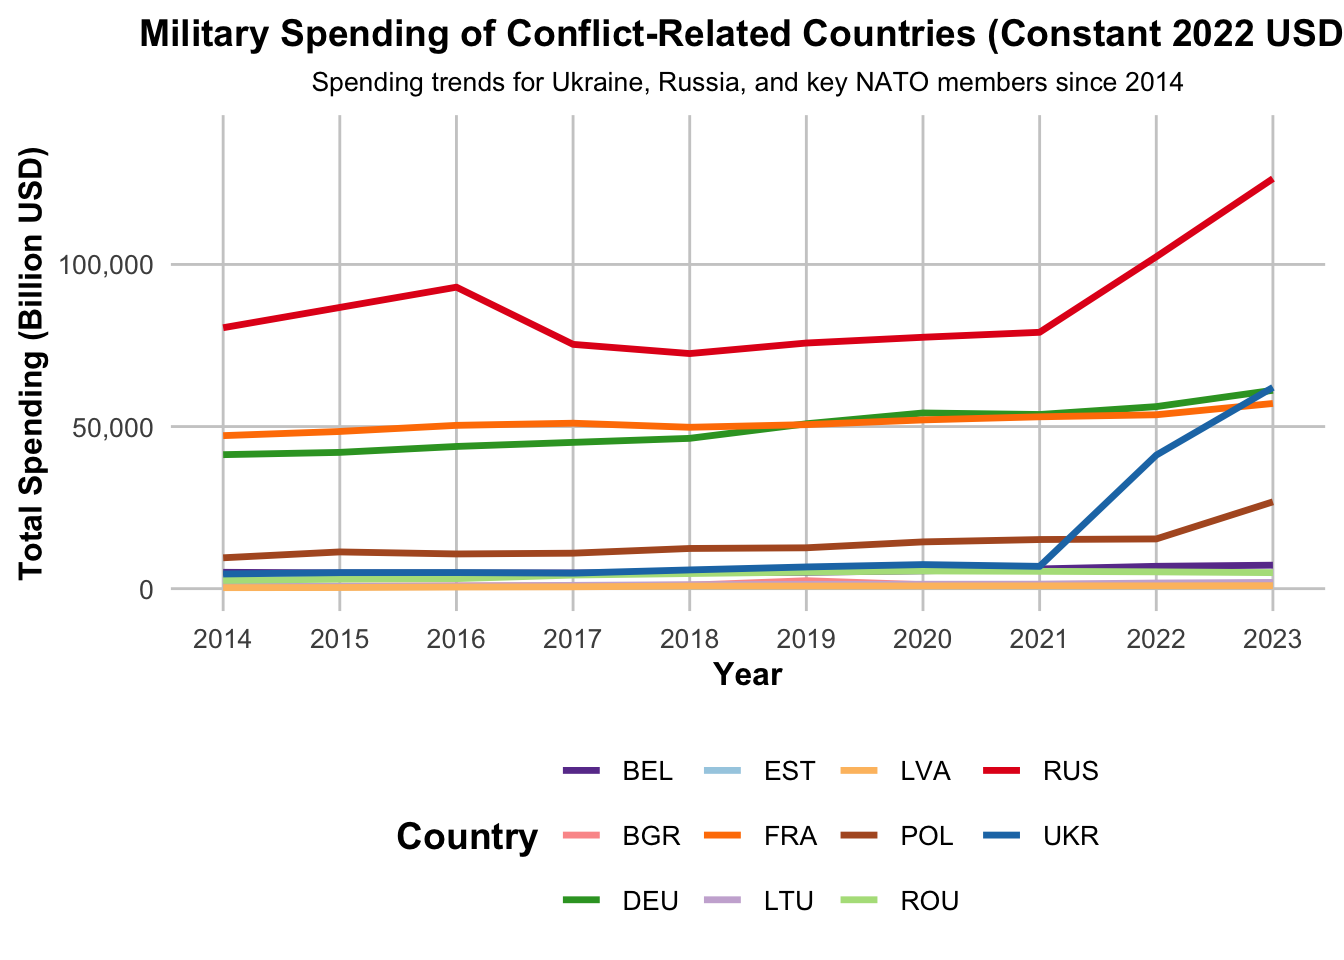 Military Spending of Conflict-Related Countries (Constant 2022 USD
Spending trends for Ukraine, Russia, and key NATO members since 2014
Total Spending (Billion USD)
100,000
50,000
0
2014 2015 2016 2017 2018 2019 2020 2021 2022 2023
Year
Country
BEL EST LVA RUS
BGR FRA POL UKR
DEU LTU ROU